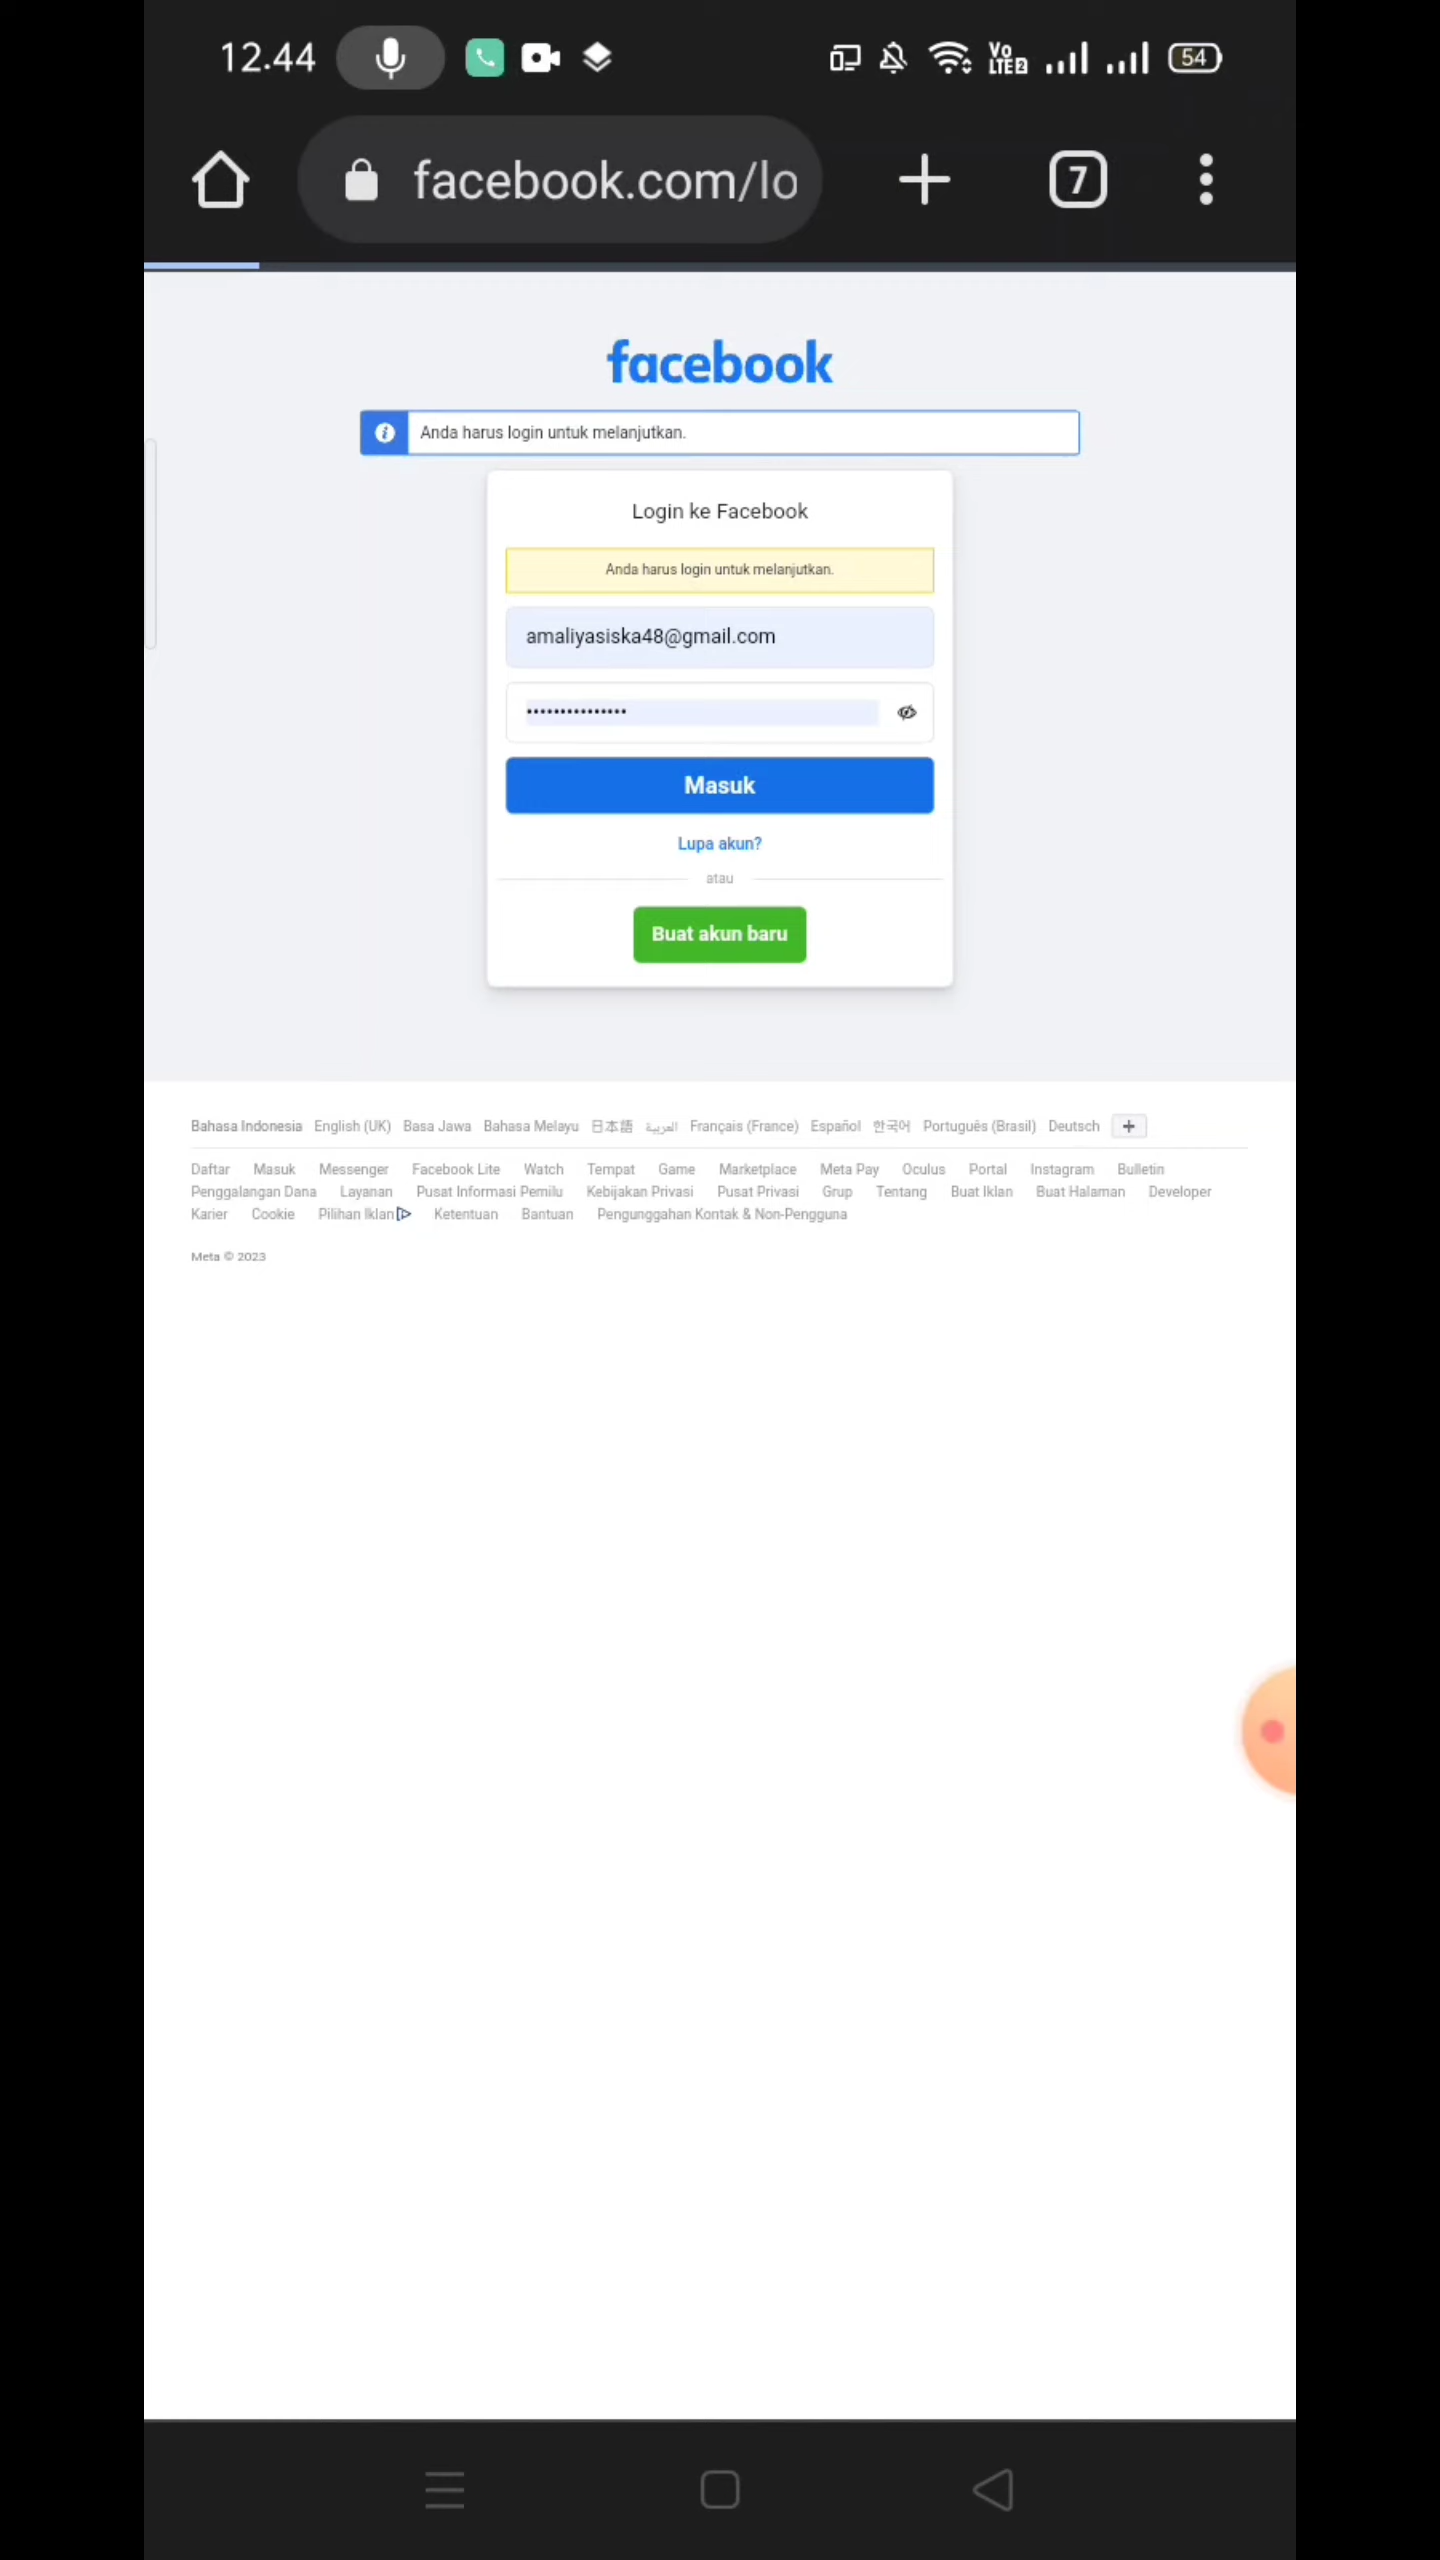 12.44
Vo LTE2
54
facebook.com/lo
7
facebook
Anda harus login untuk melanjutkan.
Login ke Facebook
Anda harus login untuk melanjutkan.
amaliyasiska48@gmail.com
•••••••••••••••
Masuk
Lupa akun?
atau
Buat akun baru
Bahasa Indonesia English (UK) Basa Jawa Bahasa Melayu 日本語 العربية Français (France) Español 한국어 Português (Brasil) Deutsch +
Daftar Masuk Messenger Facebook Lite Watch Tempat Game Marketplace Meta Pay Oculus Portal Instagram Bulletin
Penggalangan Dana Layanan Pusat Informasi Pemilu Kebijakan Privasi Pusat Privasi Grup Tentang Buat Iklan Buat Halaman Developer
Karier Cookie Pilihan Iklan Ketentuan Bantuan Pengunggahan Kontak & Non-Pengguna
Meta © 2023